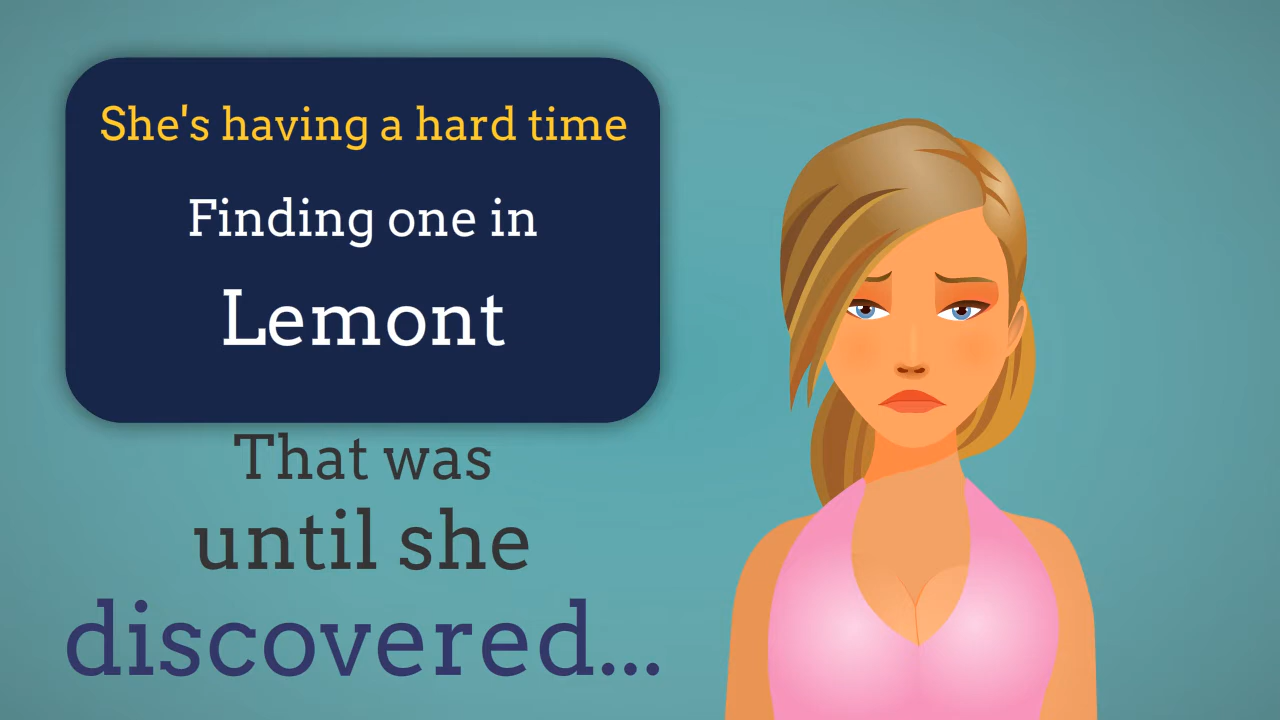 She's having a hard time
Finding one in
Lemont
That was
until she
discovered...